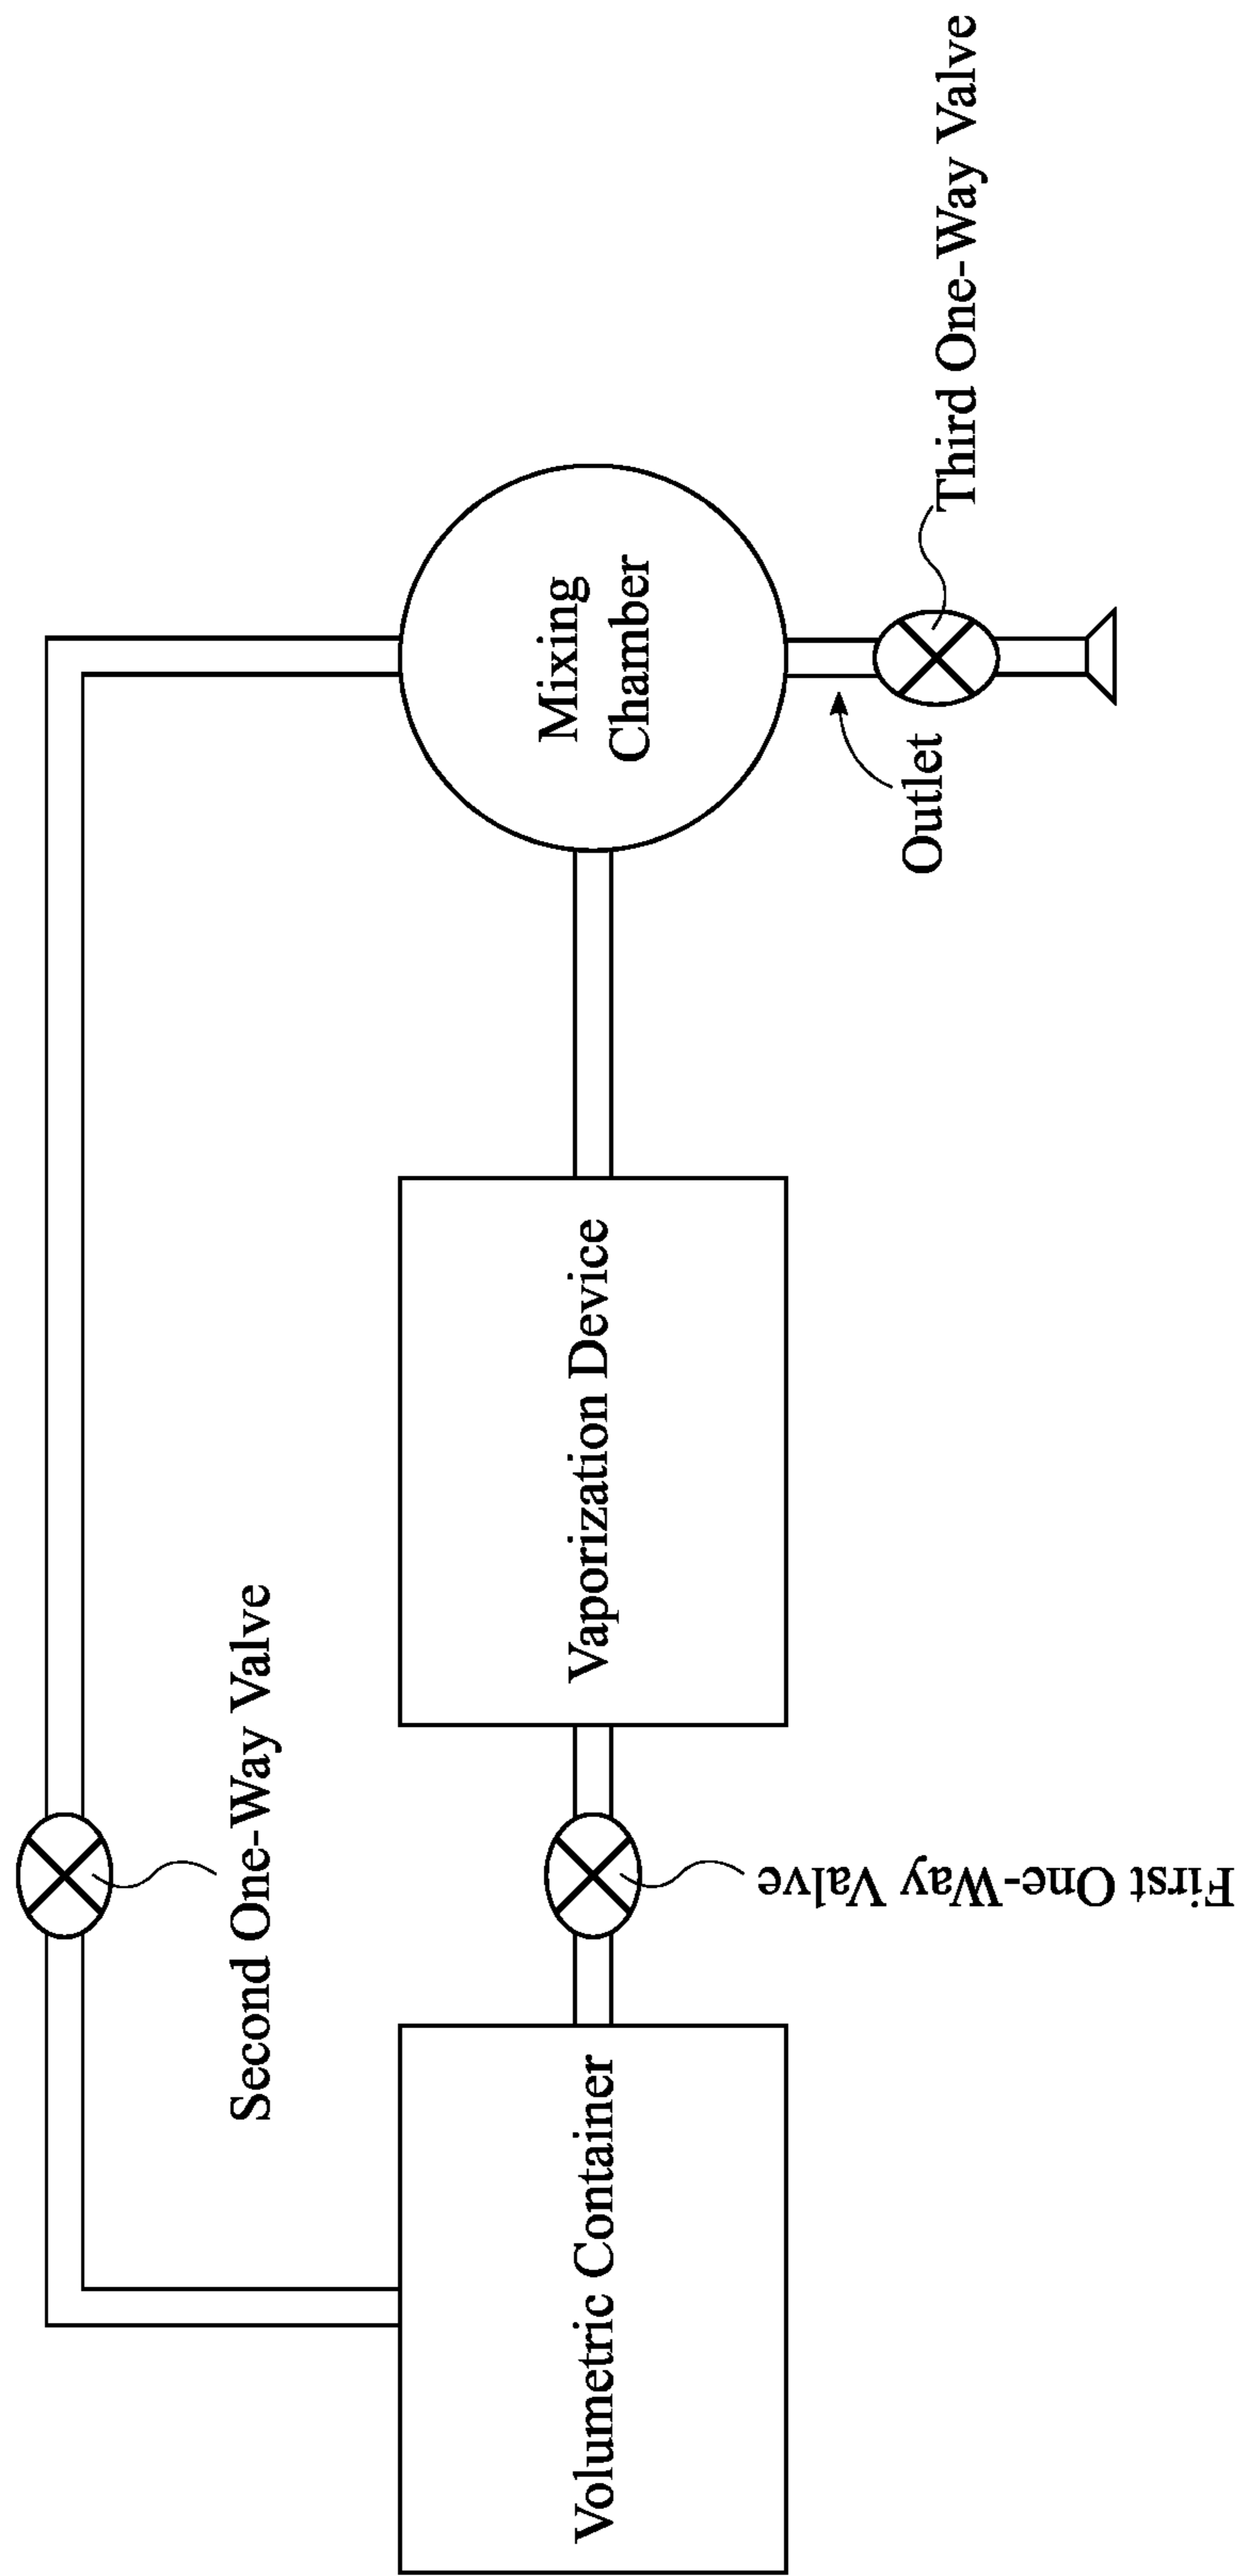 Second One-Way Valve
Volumetric Container
First One-Way Valve
Vaporization Device
Mixing
Chamber
Outlet
Third One-Way Valve